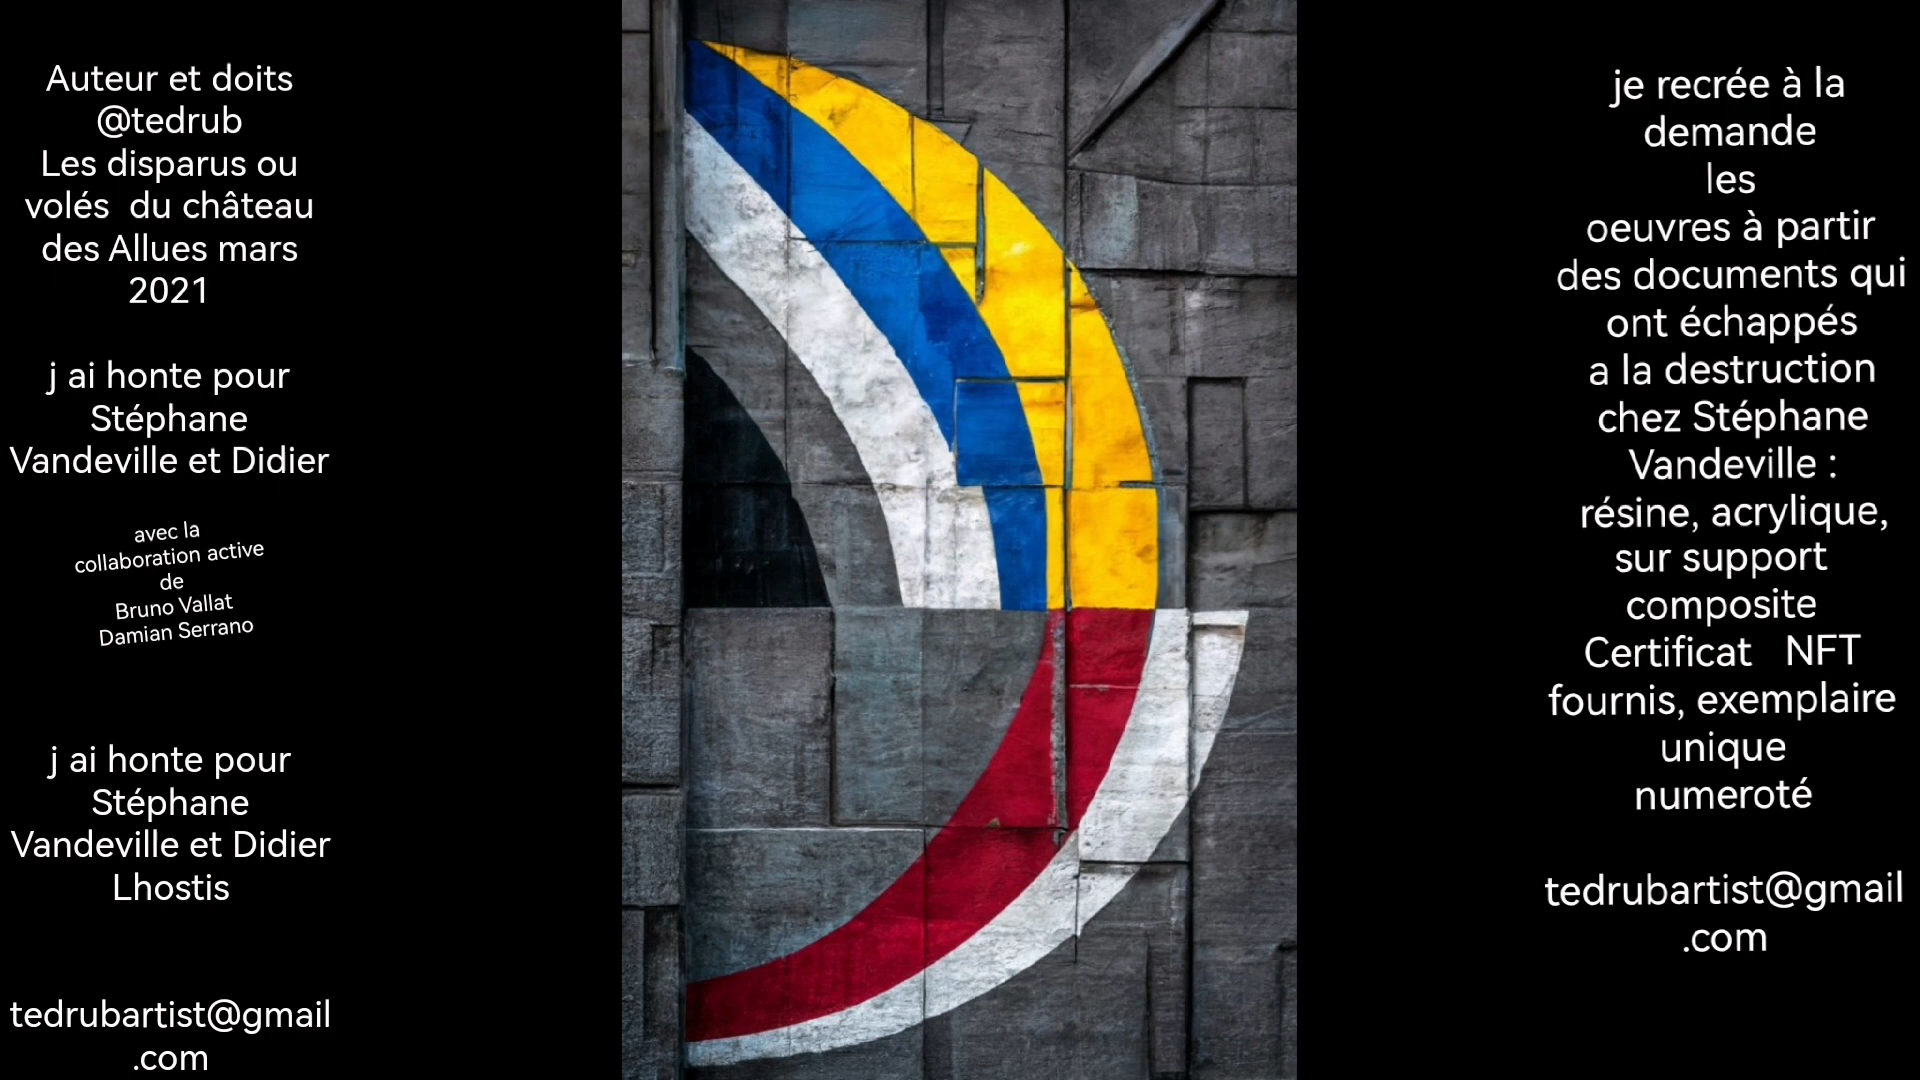 Auteur et doits
@tedrub
Les disparus ou
volés  du château
des Allues mars
2021
j ai honte pour
Stéphane
Vandeville et Didier
avec la
collaboration active
de
Bruno Vallat
Damian Serrano
j ai honte pour
Stéphane
Vandeville et Didier
Lhostis
tedrubartist@gmail
.com
je recrée à la
demande
les
oeuvres à partir
des documents qui
ont échappés
a la destruction
chez Stéphane
Vandeville :
résine, acrylique,
sur support
composite
Certificat   NFT
fournis, exemplaire
unique
numeroté
tedrubartist@gmail
.com